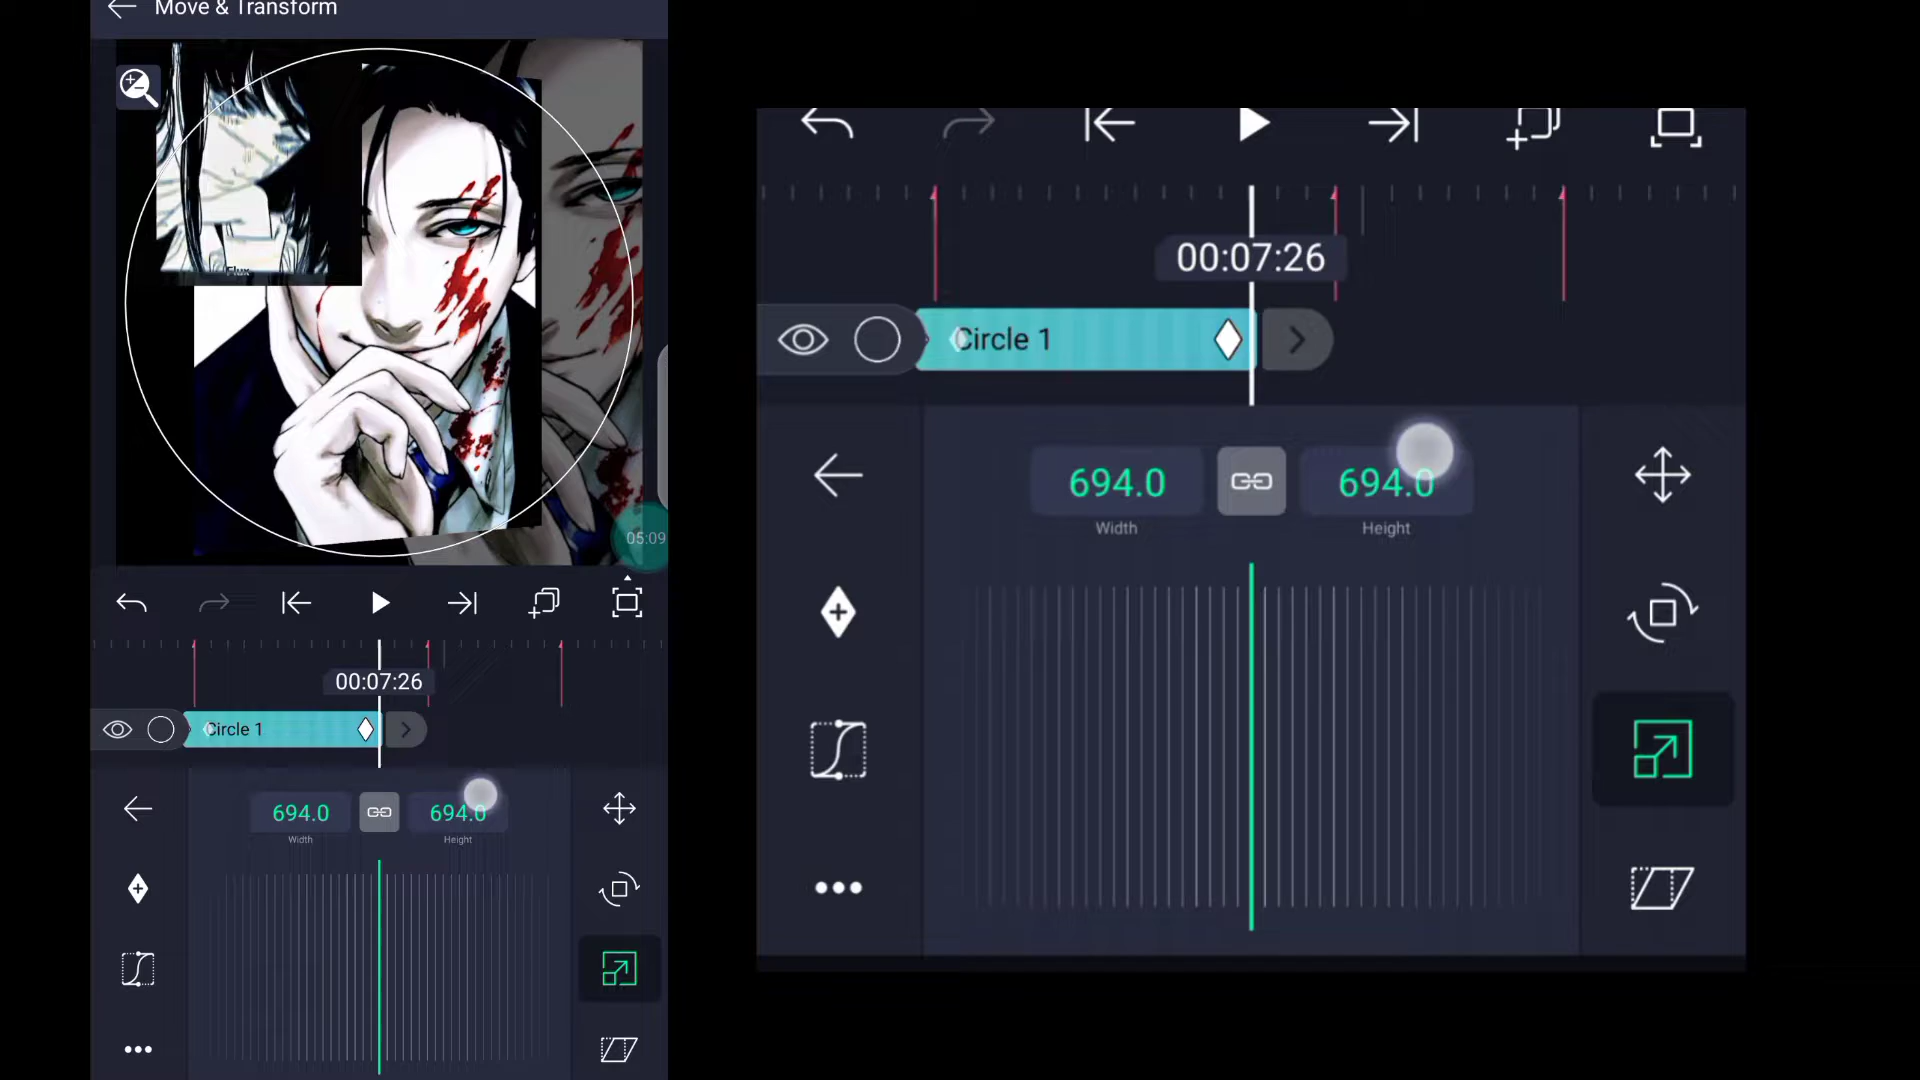 Move & Transform
Flux
05:09
00:07:26
Circle 1
694.0
694.0
Width
Height
00:07:26
Circle 1
694.0
694.0
Width
Height